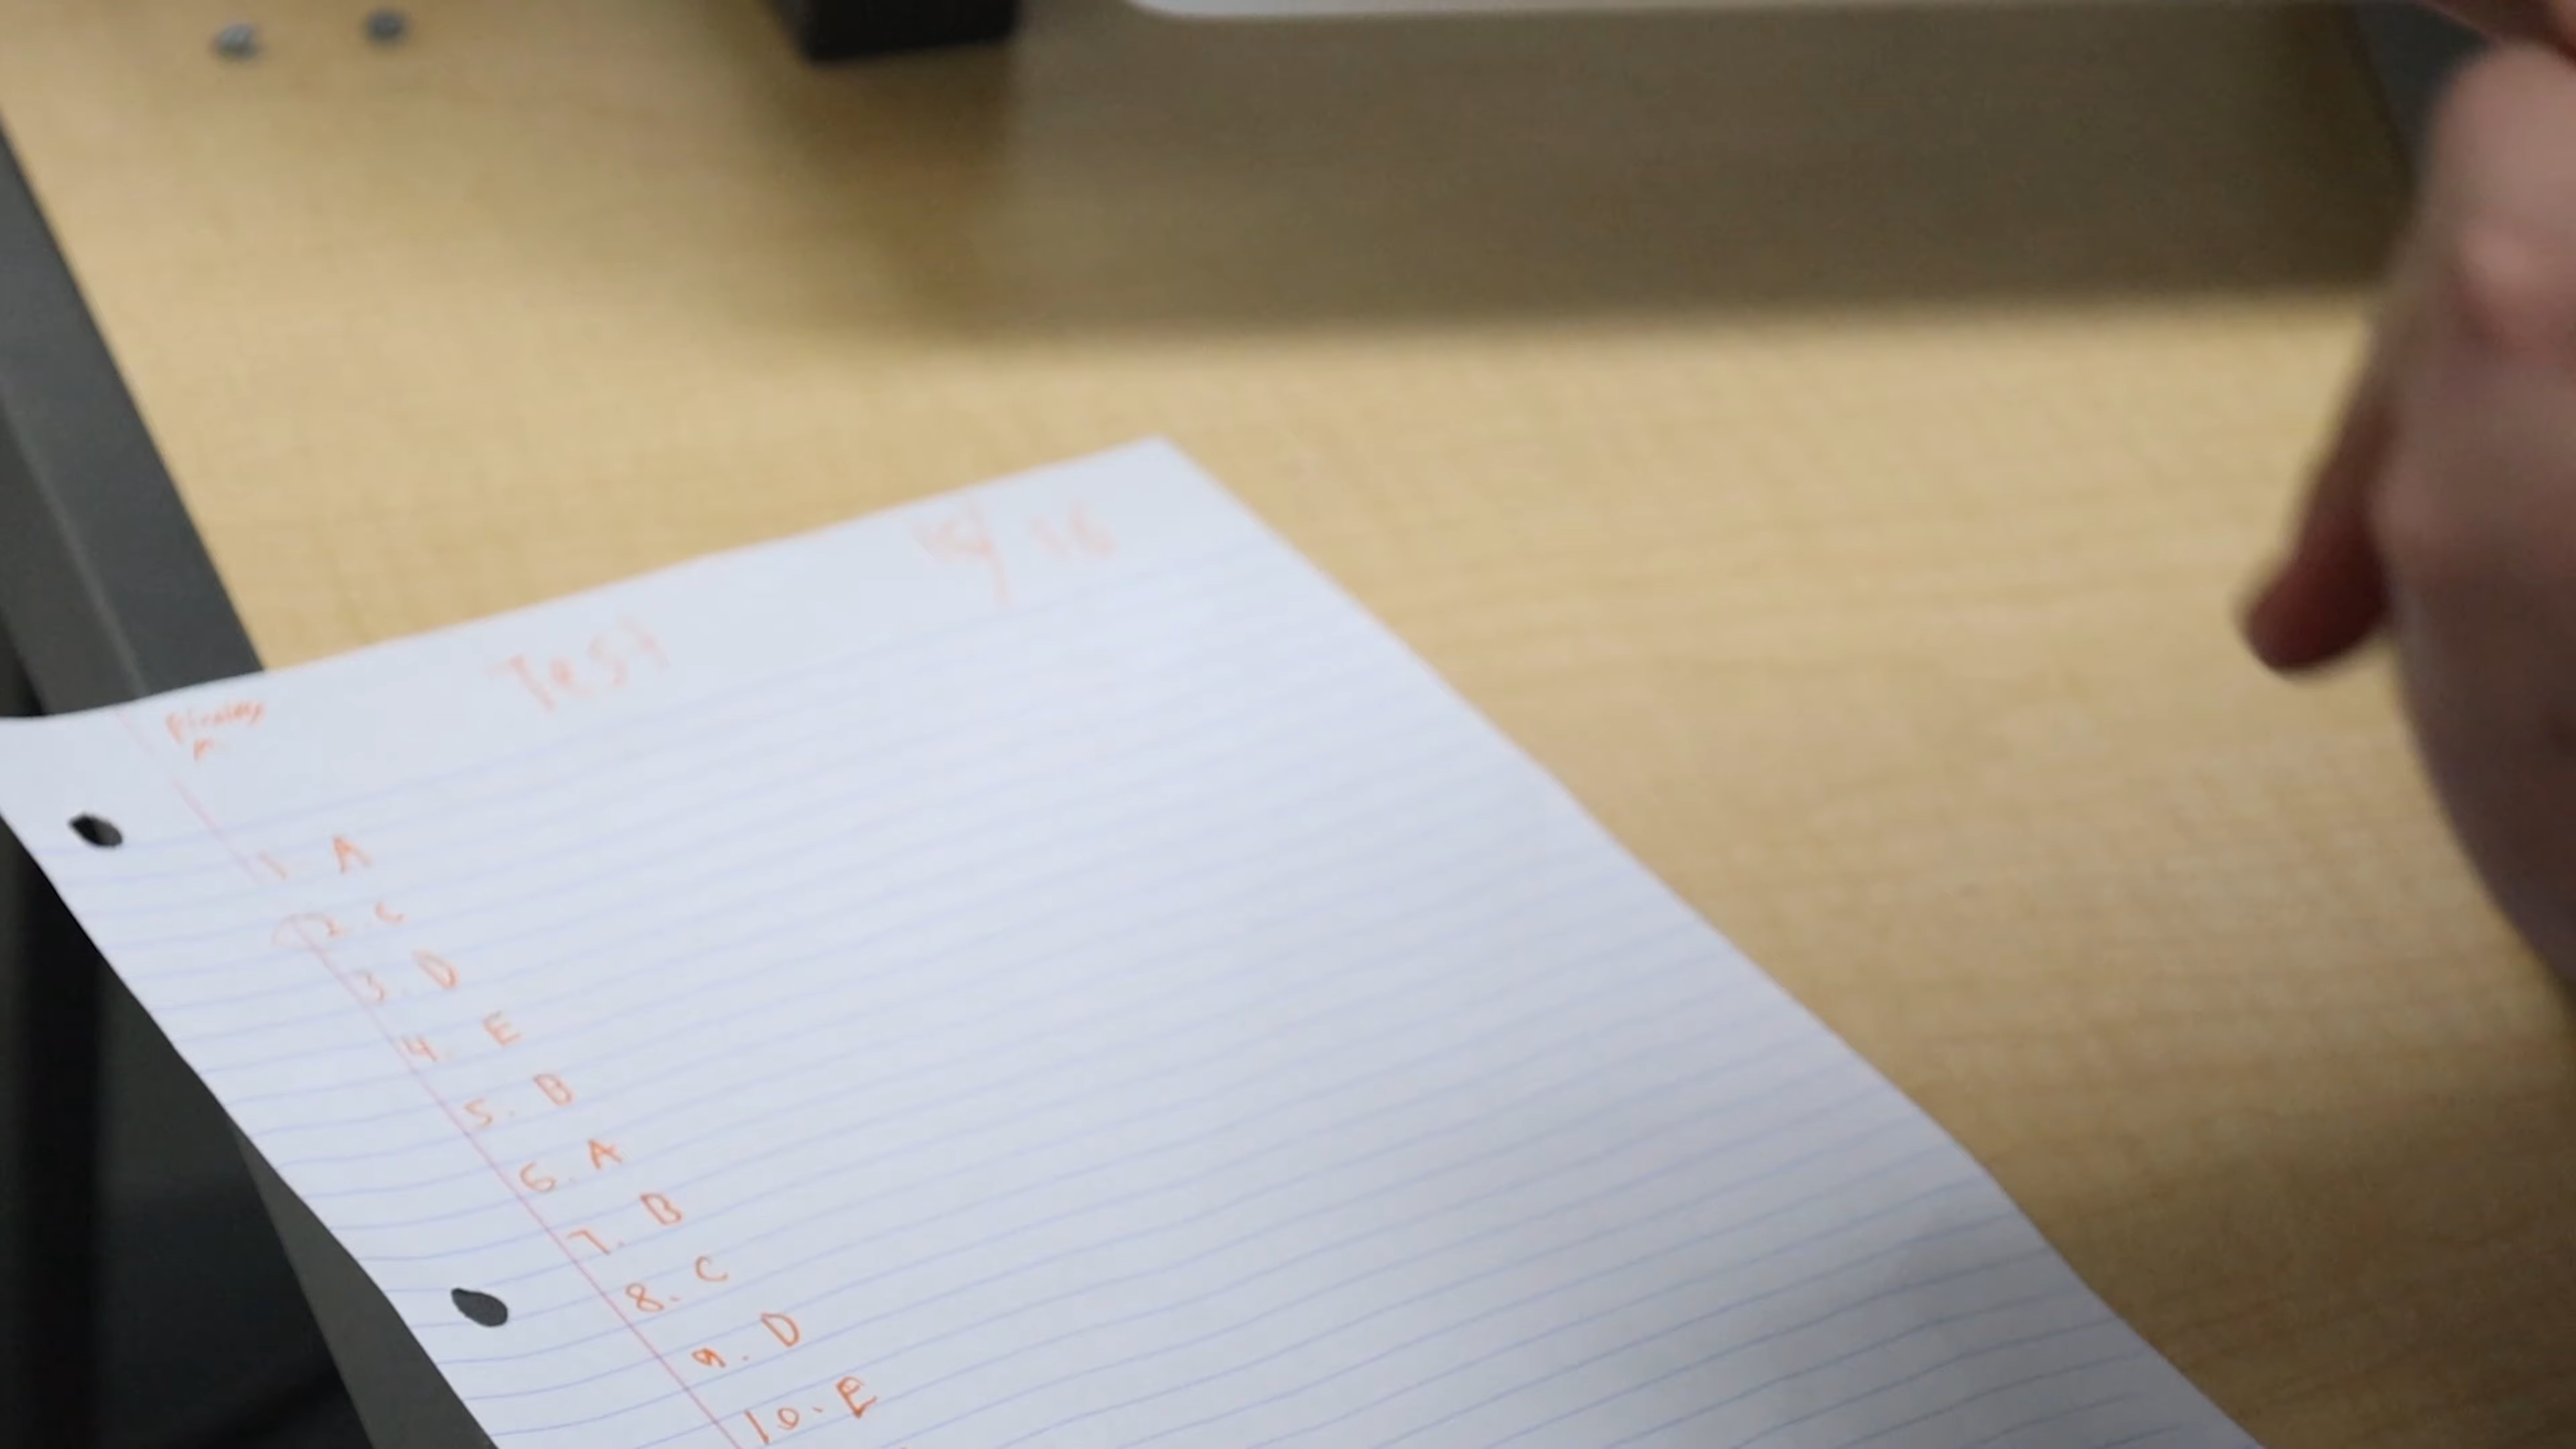 Test
1. A
2. C
3. D
4. E
5. B
6. A
7. B
8. C
9. D
10. E